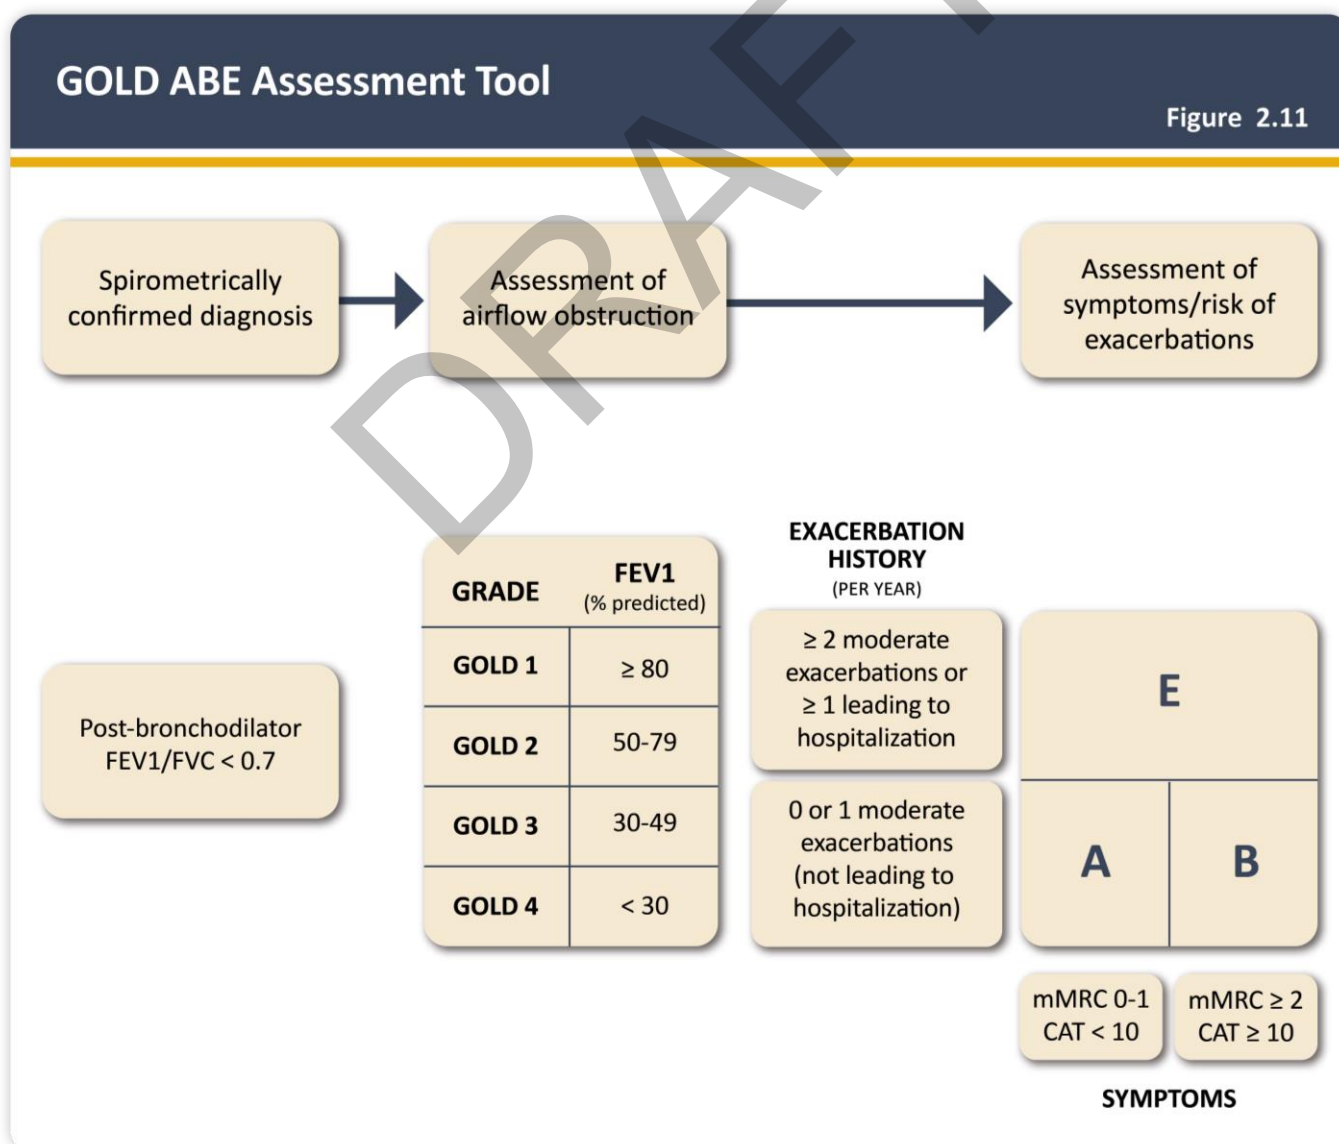 GOLD ABE Assessment Tool
Figure 2.11
Spirometrically
confirmed diagnosis
Assessment of
airflow obstruction
Assessment of
symptoms/risk of
exacerbations
DRAFT
Post-bronchodilator
FEV1/FVC < 0.7
GRADE FEV1
(% predicted)
GOLD 1 ≥ 80
GOLD 2 50-79
GOLD 3 30-49
GOLD 4 < 30
EXACERBATION
HISTORY
(PER YEAR)
≥ 2 moderate
exacerbations or
≥ 1 leading to
hospitalization
0 or 1 moderate
exacerbations
(not leading to
hospitalization)
E
A B
mMRC 0-1
CAT < 10
mMRC ≥ 2
CAT ≥ 10
SYMPTOMS